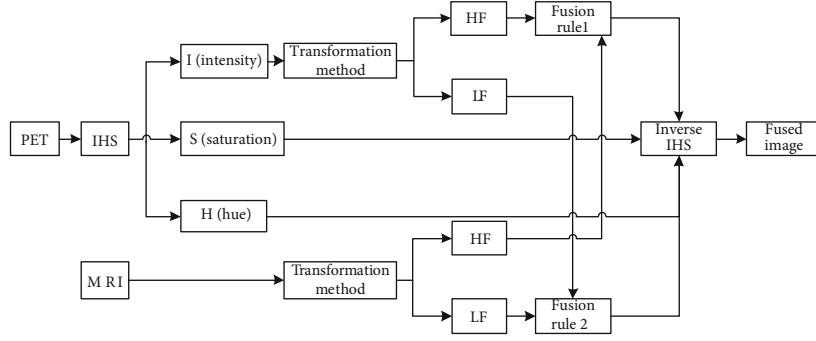 HF
Fusion
rule1
I (intensity)
Transformation
method
LF
PET
IHS
S (saturation)
Inverse
IHS
Fused
image
H (hue)
HF
M RI
Transformation
method
LF
Fusion
rule 2